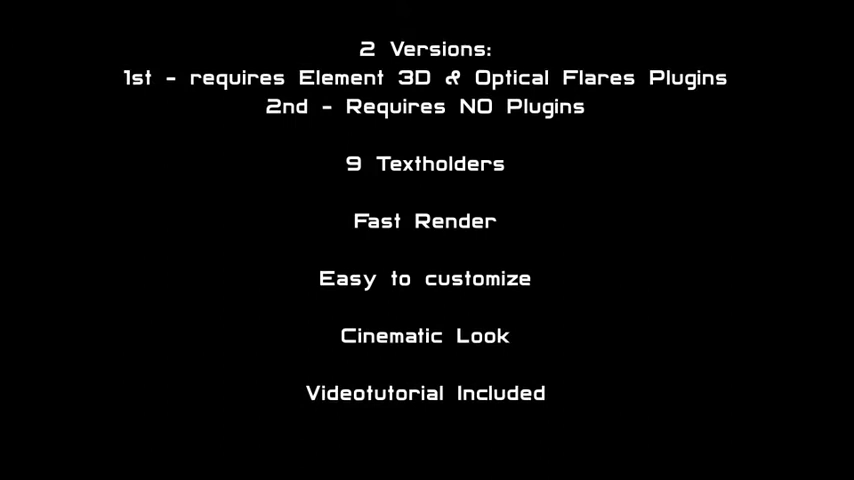 2 Versions:
1st - requires Element 3D & Optical Flares Plugins
2nd - Requires NO Plugins
9 Textholders
Fast Render
Easy to customize
Cinematic Look
Videotutorial Included